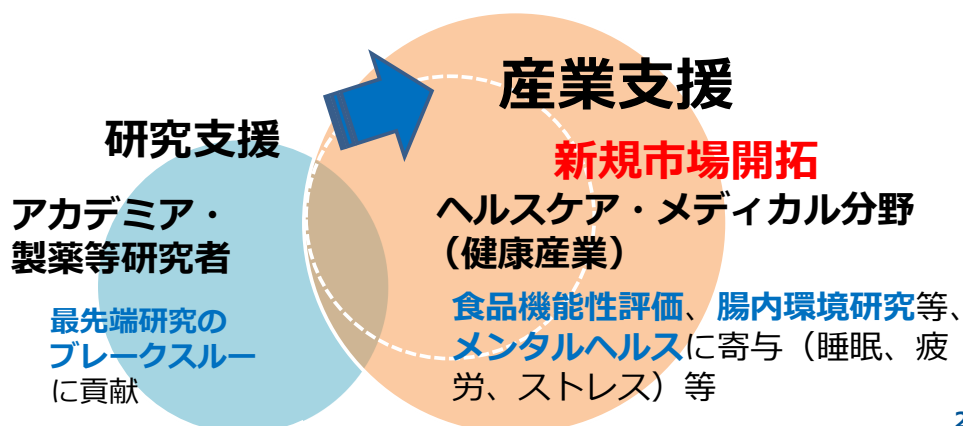 研究支援
アカデミア・
製薬等研究者
最先端研究の
ブレークスルー
に貢献
産業支援
新規市場開拓
ヘルスケア・メディカル分野
（健康産業）
食品機能性評価、腸内環境研究等、
メンタルヘルスに寄与（睡眠、疲
労、ストレス）等
2